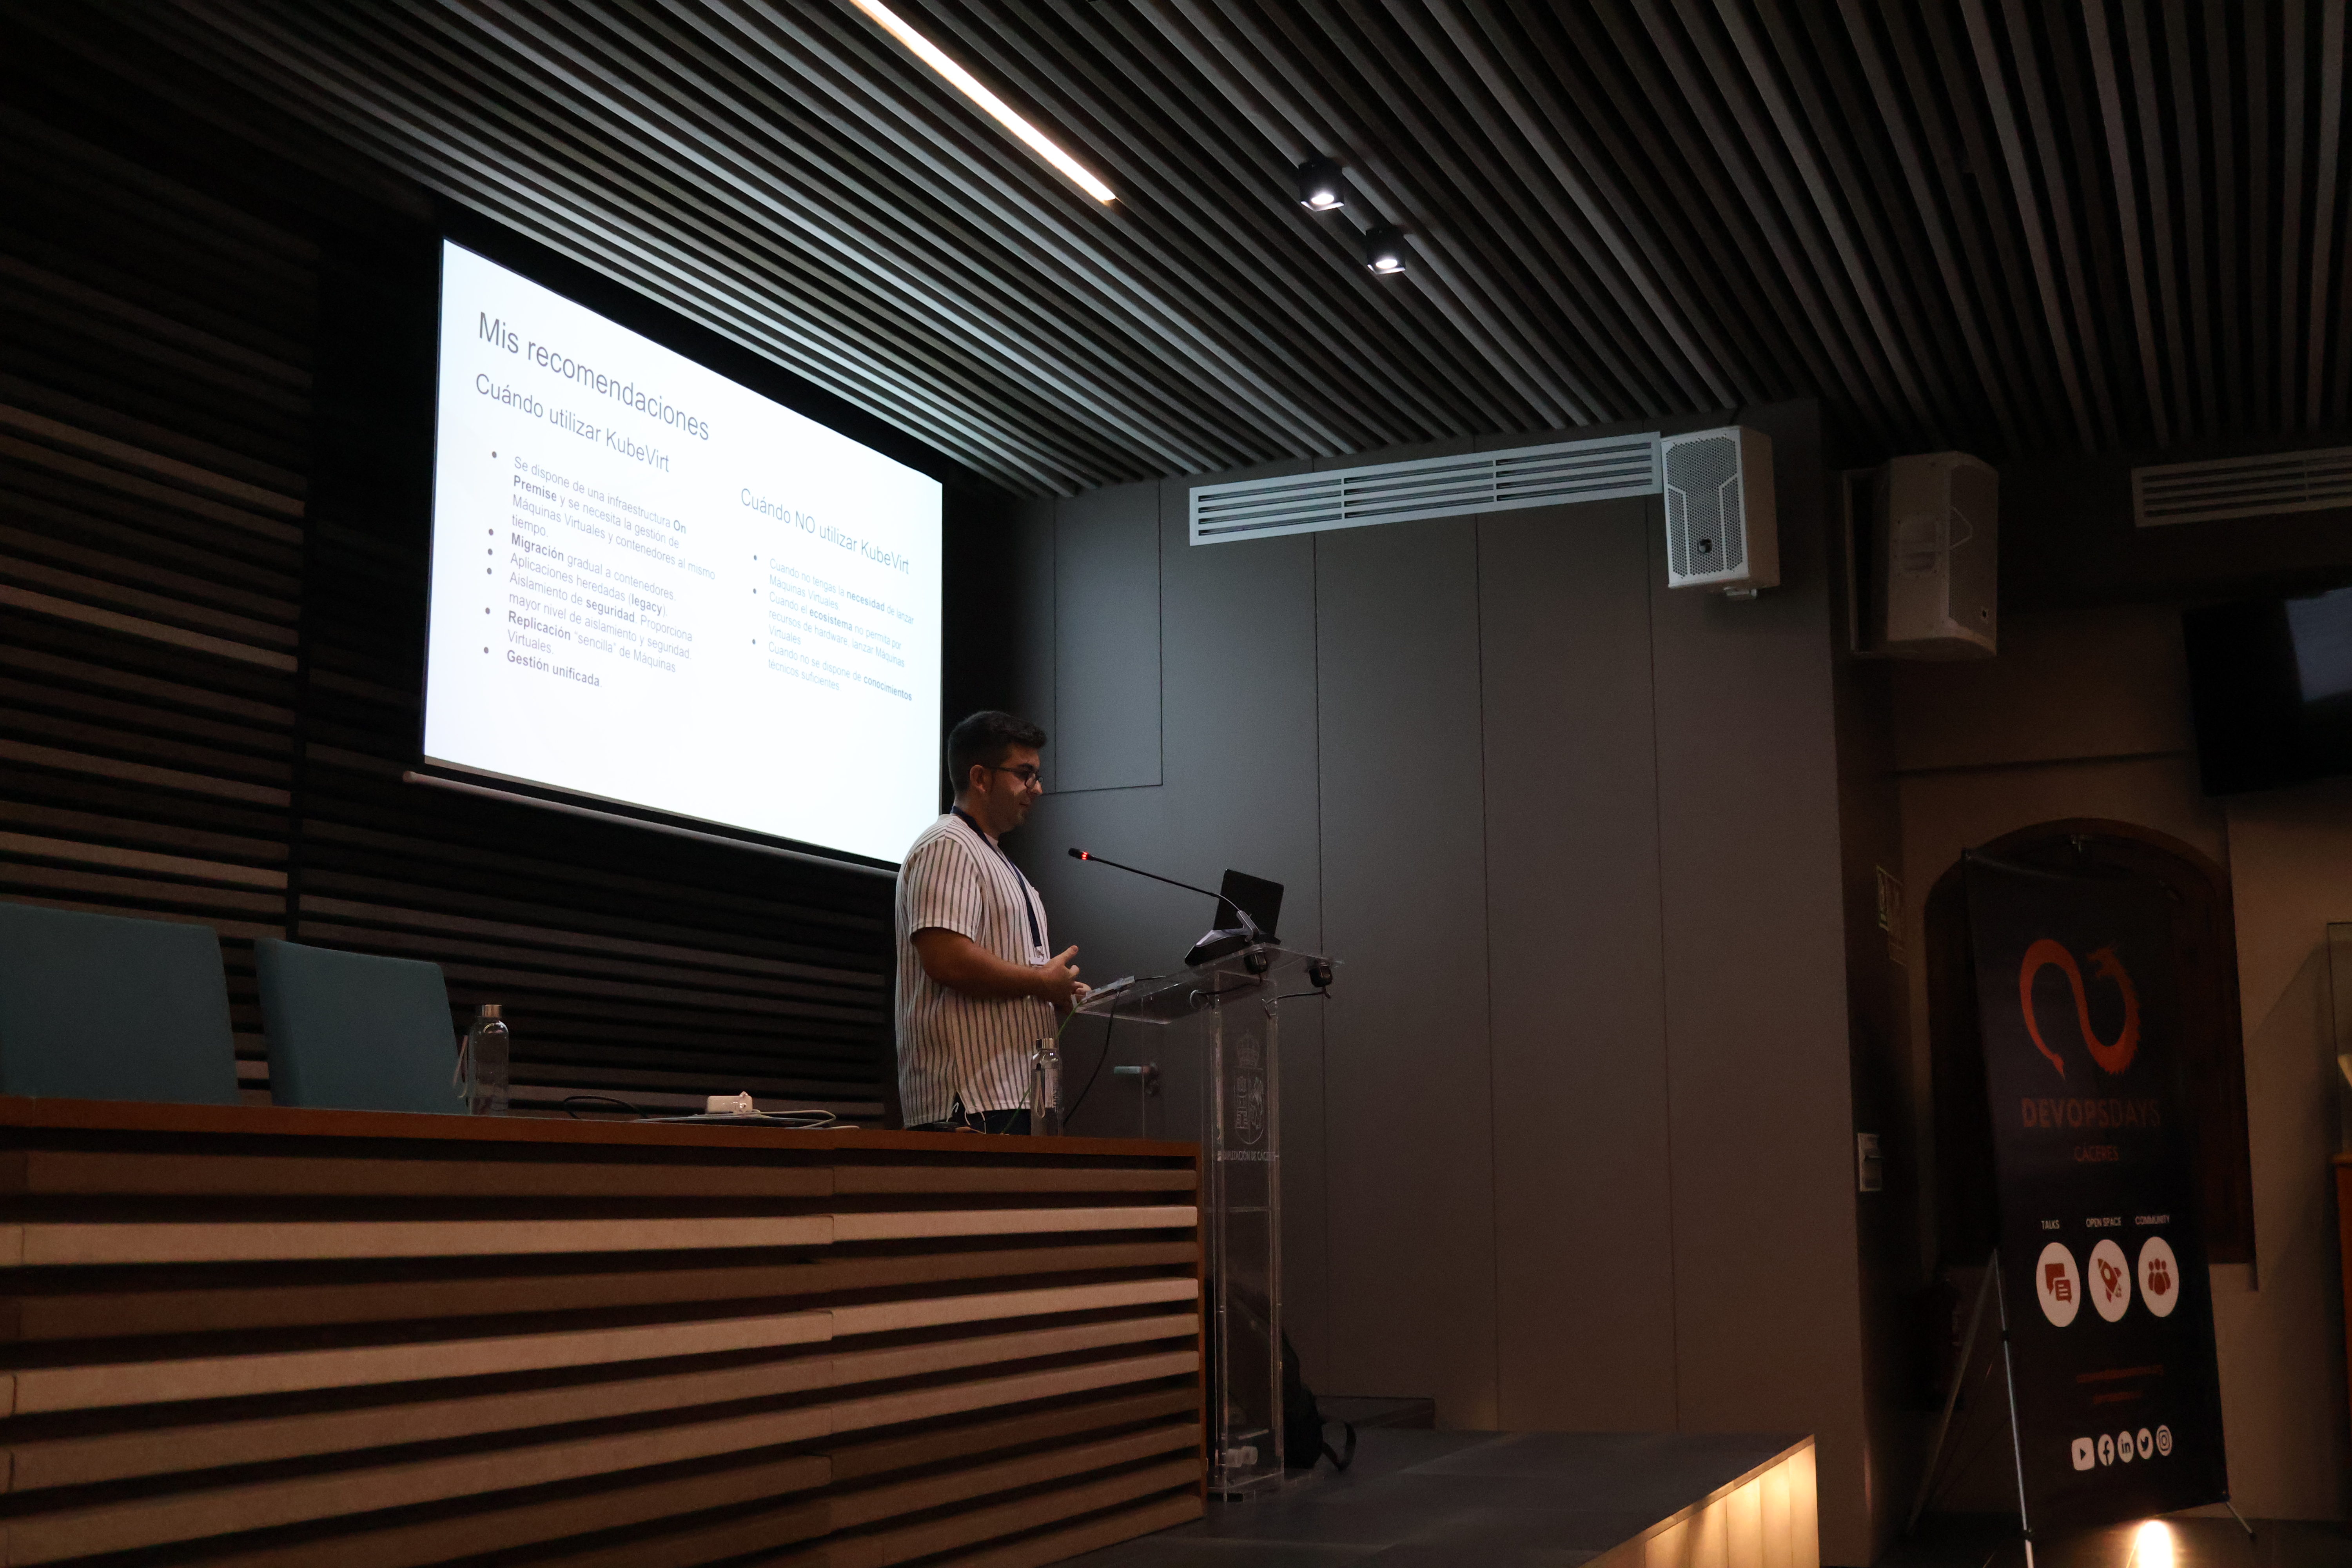 Mis recomendaciones
Cuándo utilizar KubeVirt
Se dispone de una infraestructura On
Premise y se necesita la gestión de
Máquinas Virtuales y contenedores al mismo
tiempo.
Migración gradual a contenedores.
Aplicaciones heredadas (legacy).
Aislamiento de seguridad. Proporciona
mayor nivel de aislamiento y seguridad.
Replicación "sencilla" de Máquinas
Virtuales.
Gestión unificada.
Cuándo NO utilizar KubeVirt
Cuando no tengas la necesidad de lanzar
Máquinas Virtuales
Cuando el ecosistema no permita por
recursos de hardware, lanzar Máquinas
Virtuales
Cuando no se dispone de conocimientos
técnicos suficientes
DIPUTACIÓN DE CÁCERES
DEVOPSDAYS
CÁCERES
TALKS OPEN SPACE COMMUNITY